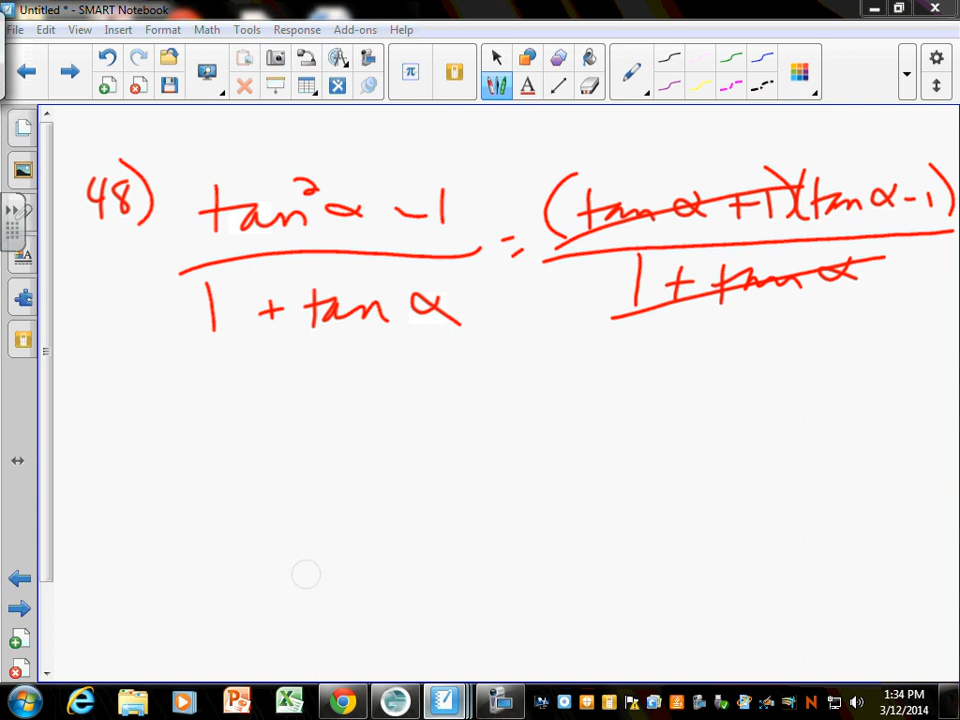 Untitled * - SMART Notebook
File Edit View Insert Format Math Tools Response Add-ons Help
48) tan²α - 1 = (tan α + 1)(tan α - 1)
1 + tan α 1 + tan α
1:34 PM
3/12/2014